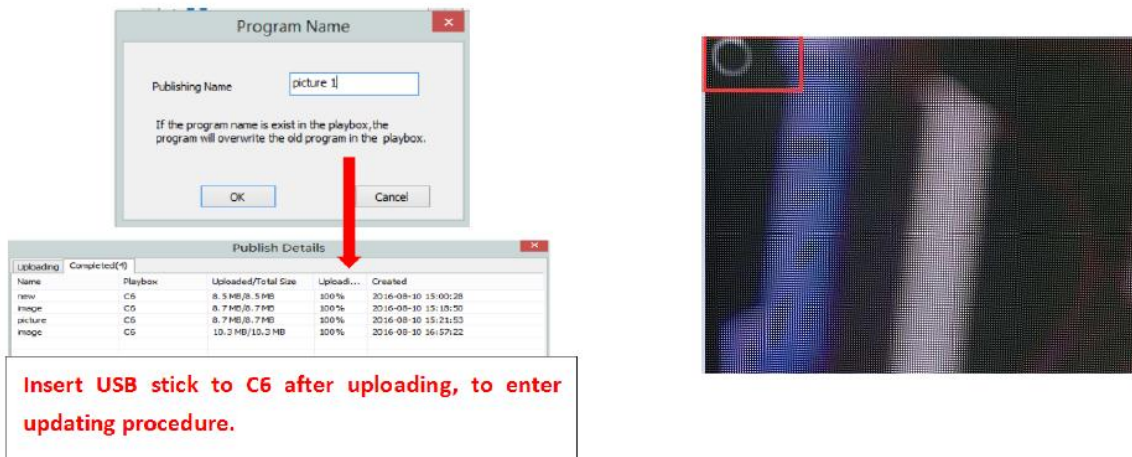 Program Name
Publishing Name
picture 1
If the program name is exist in the playbox,the
program will overwrite the old program in the playbox.
OK Cancel
Publish Details
Uploading Completed(4)
Name Playbox Uploaded/Total Size Uploadi... Created
new C6 8.5 MB/8.5 MB 100% 2016-08-10 15:00:28
image C6 8.7 MB/8.7 MB 100% 2016-08-10 15:18:50
picture C6 8.7 MB/8.7 MB 100% 2016-08-10 15:21:53
image C6 10.3 MB/10.3 MB 100% 2016-08-10 16:57:22
Insert USB stick to C6 after uploading, to enter
updating procedure.